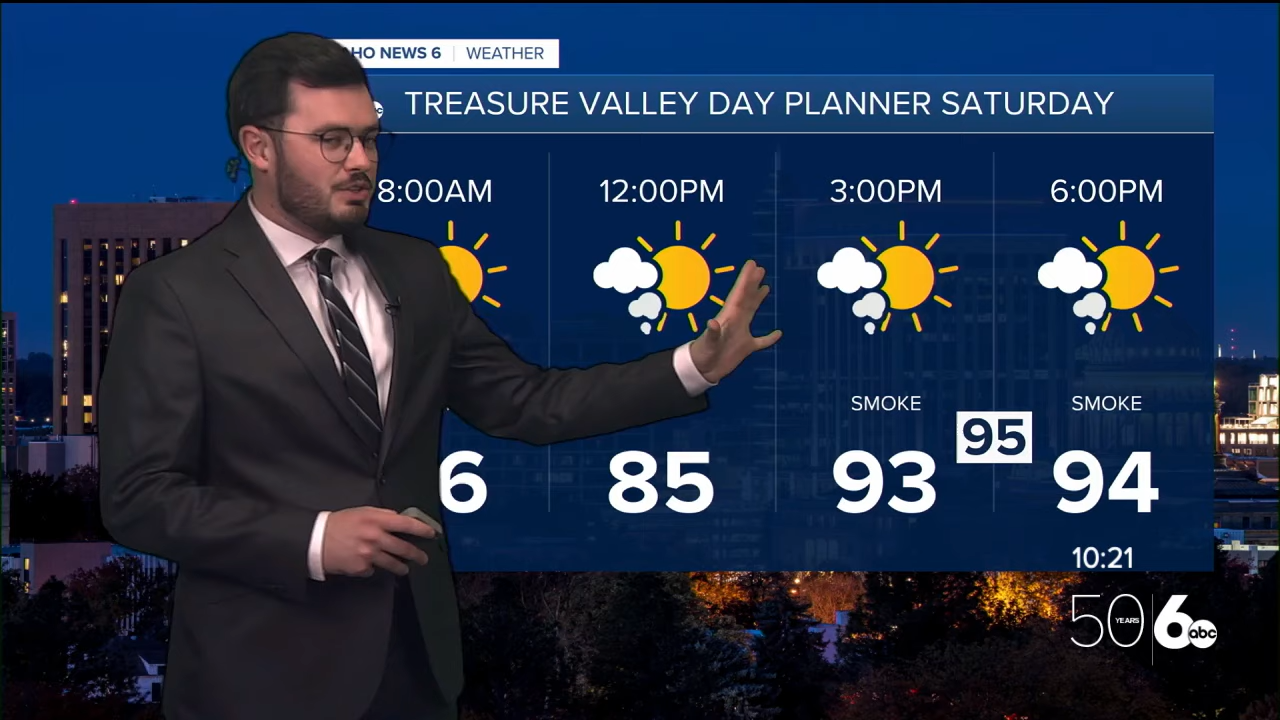 HO NEWS 6 | WEATHER
TREASURE VALLEY DAY PLANNER SATURDAY
8:00AM 12:00PM 3:00PM 6:00PM
SMOKE SMOKE
95
6 85 93 94
10:21
50 YEARS 6 abc